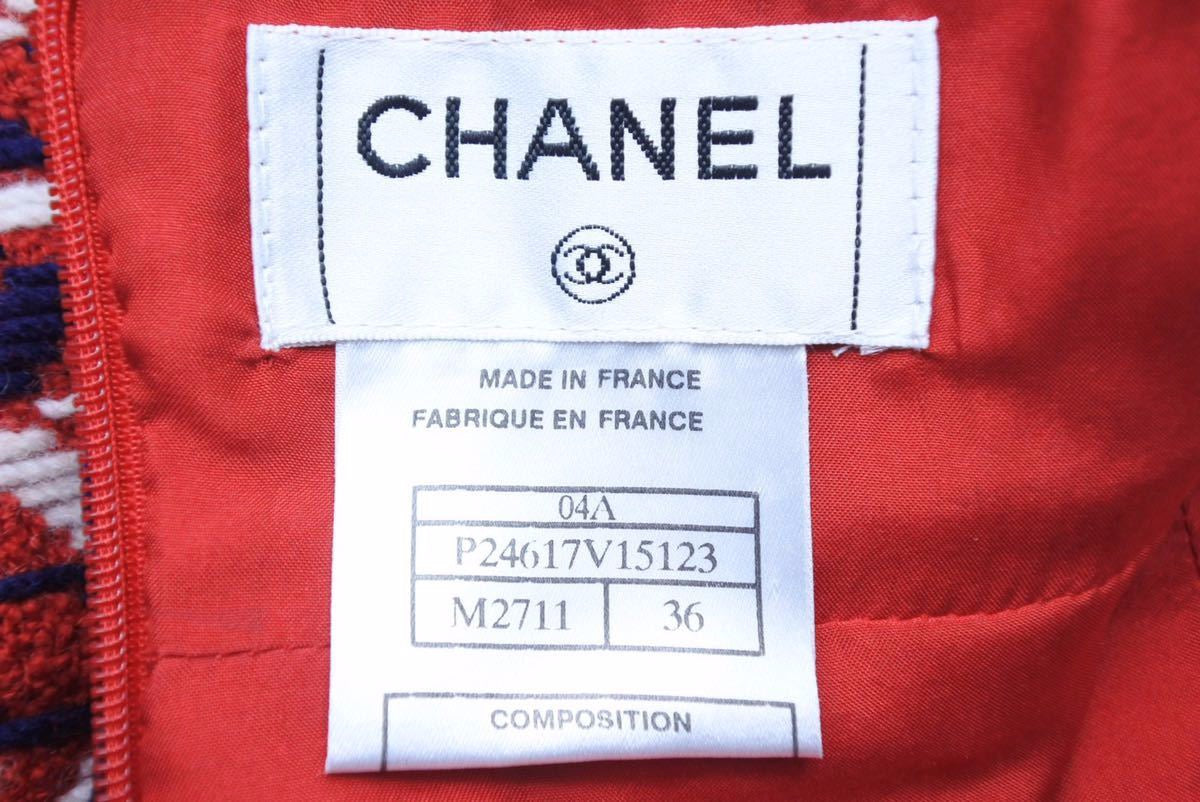 CHANEL
MADE IN FRANCE
FABRIQUE EN FRANCE
04A
P24617V15123
M2711 36
COMPOSITION